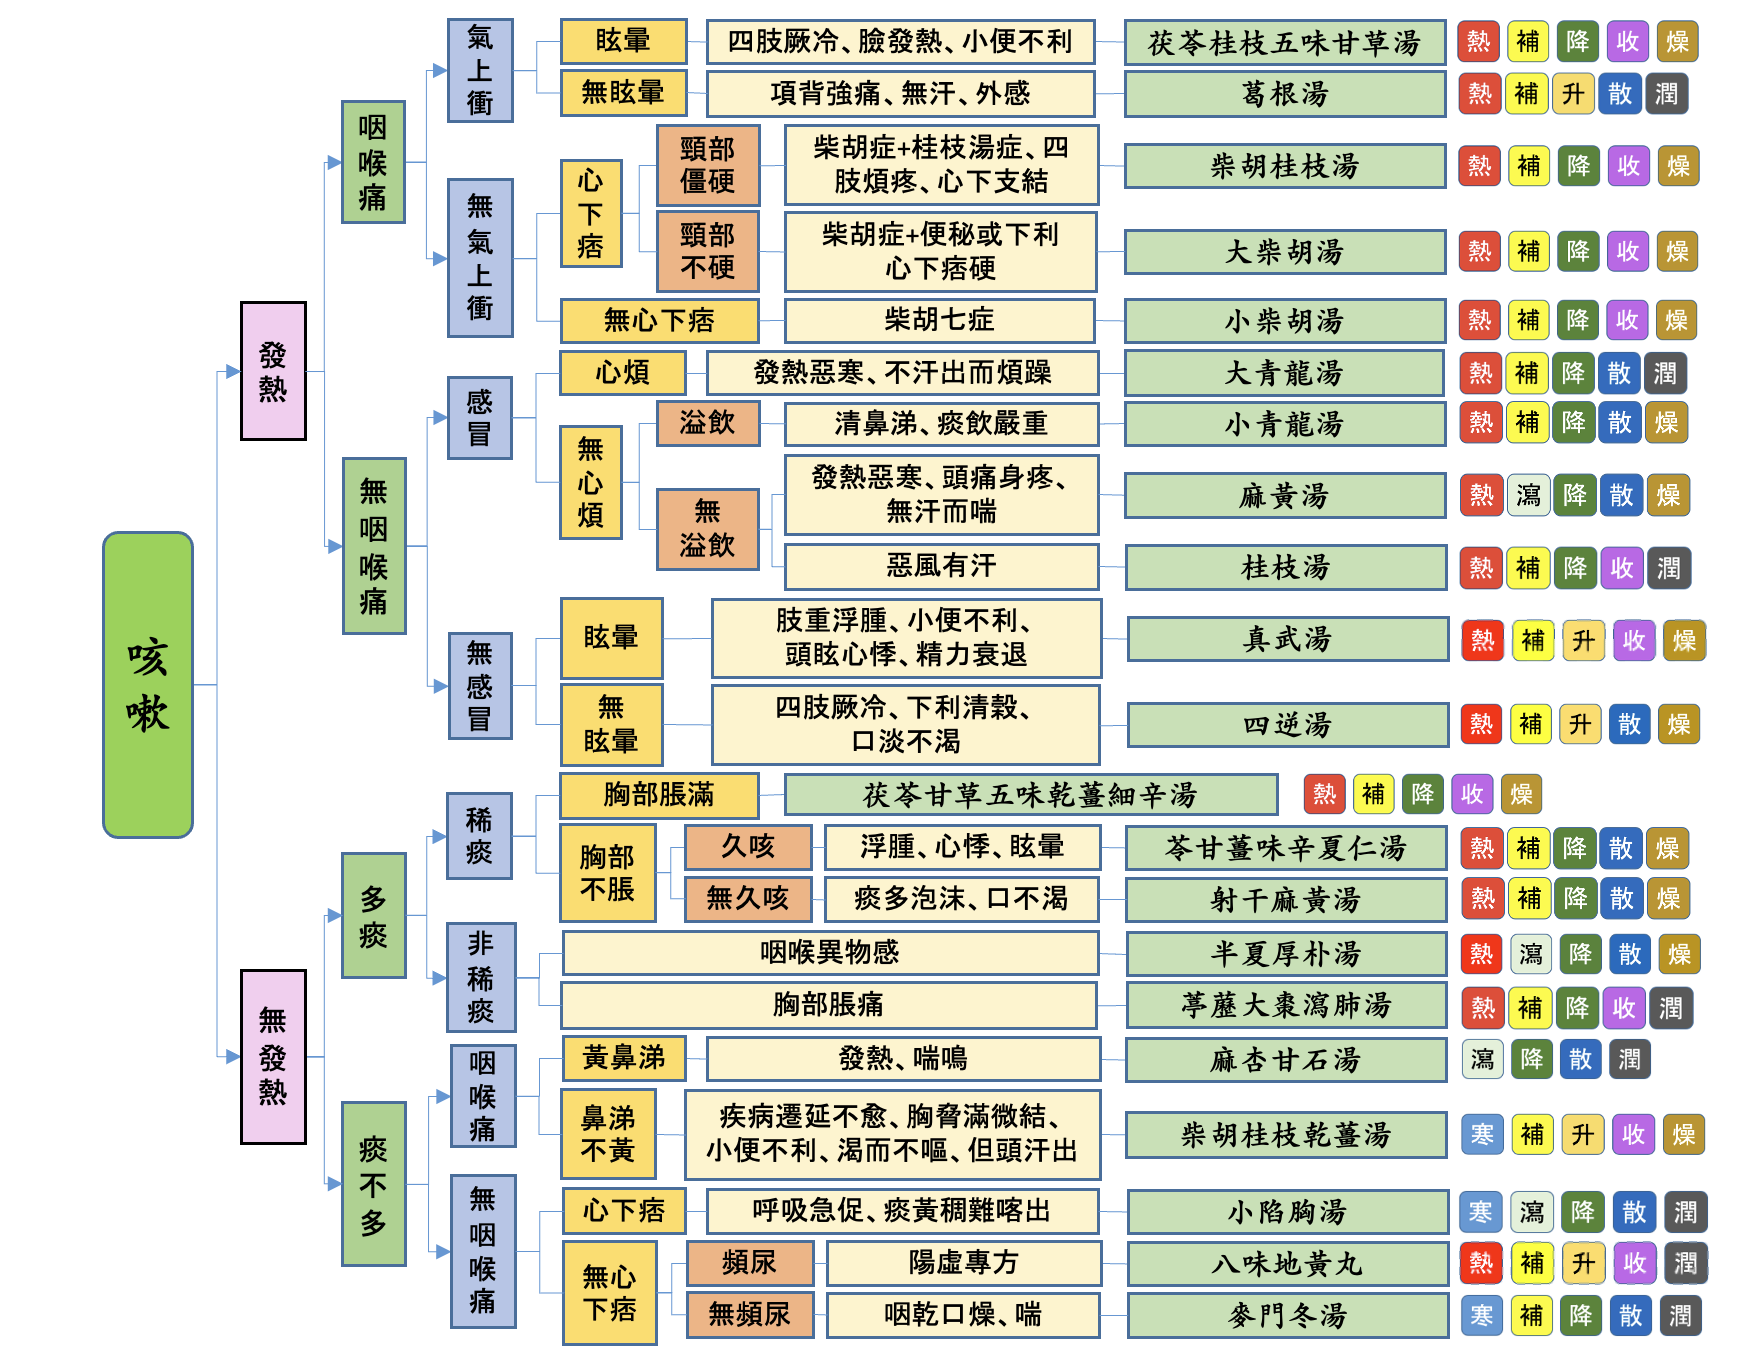 咳嗽
發熱
咽喉痛
氣上衝
眩暈
四肢厥冷、臉發熱、小便不利
茯苓桂枝五味甘草湯
熱 補 降 收 燥
無眩暈
項背強痛、無汗、外感
葛根湯
熱 補 升 散 潤
無氣上衝
心下痞
頸部
僵硬
柴胡症+桂枝湯症、四
肢煩疼、心下支結
柴胡桂枝湯
熱 補 降 收 燥
頸部
不硬
柴胡症+便秘或下利
心下痞硬
大柴胡湯
熱 補 降 收 燥
無心下痞
柴胡七症
小柴胡湯
熱 補 降 收 燥
無咽喉痛
感冒
心煩
發熱惡寒、不汗出而煩躁
大青龍湯
熱 補 降 散 潤
無心煩
溢飲
清鼻涕、痰飲嚴重
小青龍湯
熱 補 降 散 燥
無
溢飲
發熱惡寒、頭痛身疼、
無汗而喘
麻黃湯
熱 瀉 降 散 燥
惡風有汗
桂枝湯
熱 補 降 收 潤
無感冒
眩暈
肢重浮腫、小便不利、
頭眩心悸、精力衰退
真武湯
熱 補 升 收 燥
無
眩暈
四肢厥冷、下利清穀、
口淡不渴
四逆湯
熱 補 升 散 燥
無發熱
多痰
稀痰
胸部脹滿
茯苓甘草五味乾薑細辛湯
熱 補 降 收 燥
胸部
不脹
久咳
浮腫、心悸、眩暈
苓甘薑味辛夏仁湯
熱 補 降 散 燥
無久咳
痰多泡沫、口不渴
射干麻黃湯
熱 補 降 散 燥
非稀痰
咽喉異物感
半夏厚朴湯
熱 瀉 降 散 燥
胸部脹痛
葶藶大棗瀉肺湯
熱 補 降 收 潤
痰不多
咽喉痛
黃鼻涕
發熱、喘鳴
麻杏甘石湯
瀉 降 散 潤
鼻涕
不黃
疾病遷延不愈、胸脅滿微結、
小便不利、渴而不嘔、但頭汗出
柴胡桂枝乾薑湯
寒 補 升 收 燥
無咽喉痛
心下痞
呼吸急促、痰黃稠難喀出
小陷胸湯
寒 瀉 降 散 潤
無心
下痞
頻尿
陽虛專方
八味地黃丸
熱 補 升 收 潤
無頻尿
咽乾口燥、喘
麥門冬湯
寒 補 降 散 潤